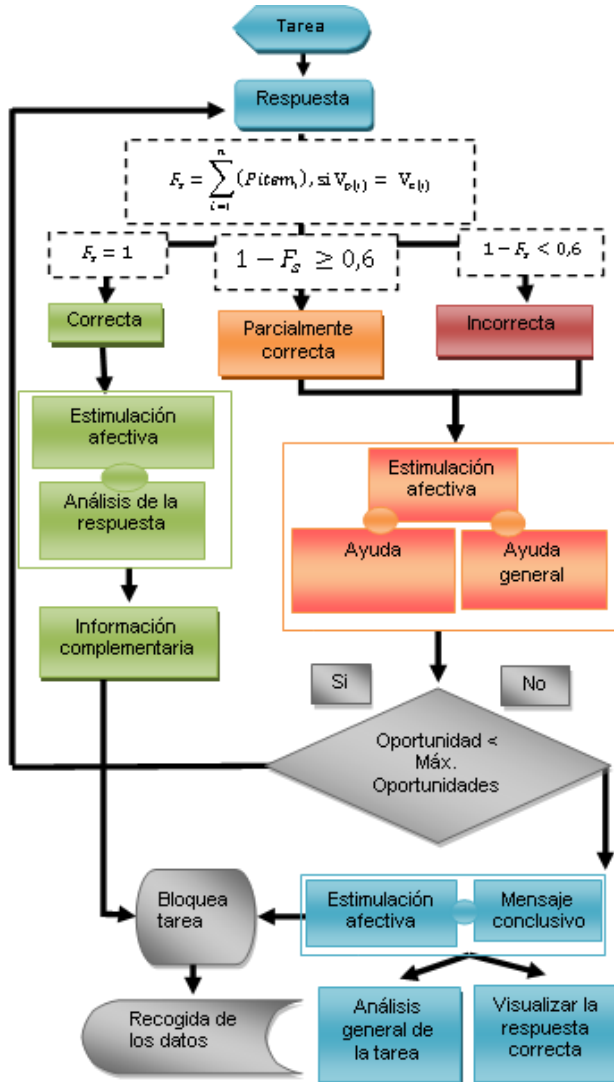 Tarea
Respuesta
F_s = ∑_{i=1}^{n} (Pitem_i), si V_{p(i)} = V_{e(i)}
F_s = 1
1 − F_S ≥ 0,6
1 − F_s < 0,6
Correcta
Parcialmente
correcta
Incorrecta
Estimulación
afectiva
Análisis de la
respuesta
Estimulación
afectiva
Ayuda
Ayuda
general
Información
complementaria
Si
No
Oportunidad <
Máx.
Oportunidades
Bloquea
tarea
Estimulación
afectiva
Mensaje
conclusivo
Recogida de
los datos
Análisis
general de
la tarea
Visualizar la
respuesta
correcta